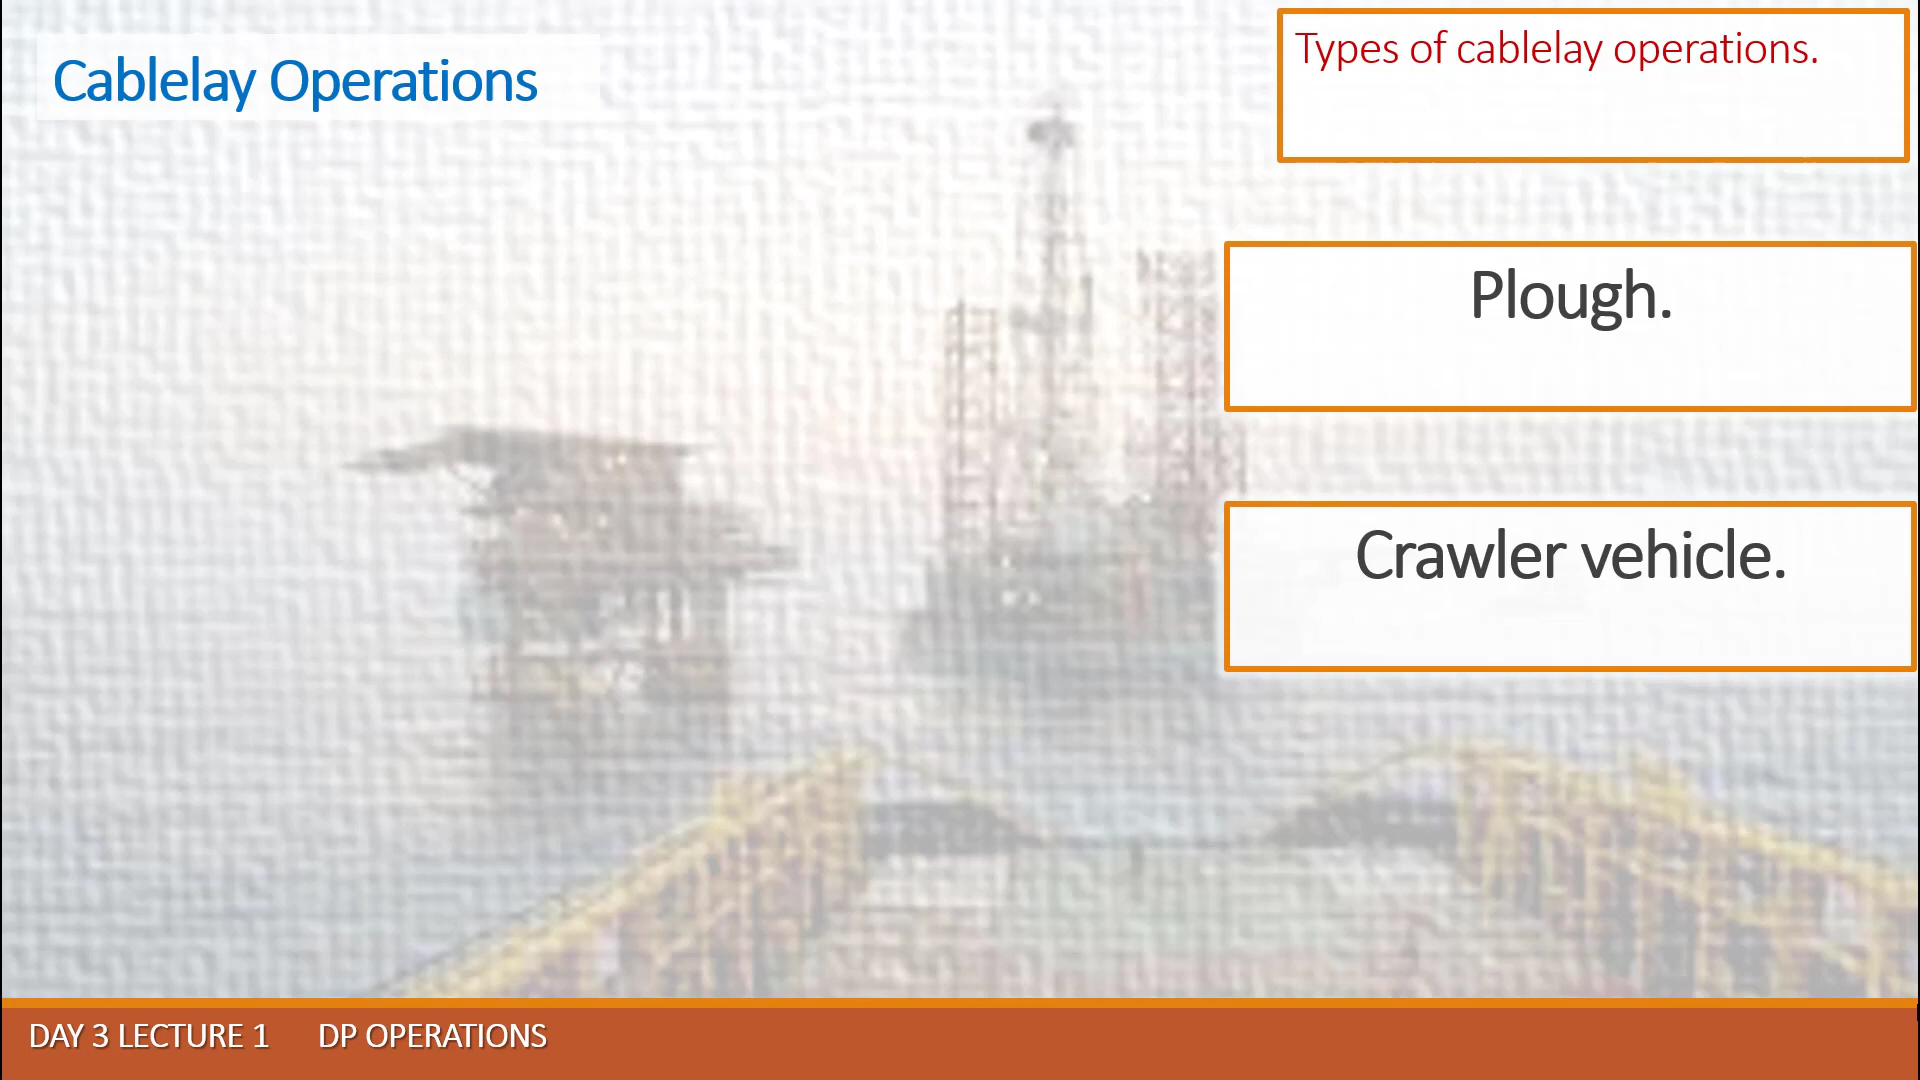 Cablelay Operations
Types of cablelay operations.
Plough.
Crawler vehicle.
DAY 3 LECTURE 1 DP OPERATIONS